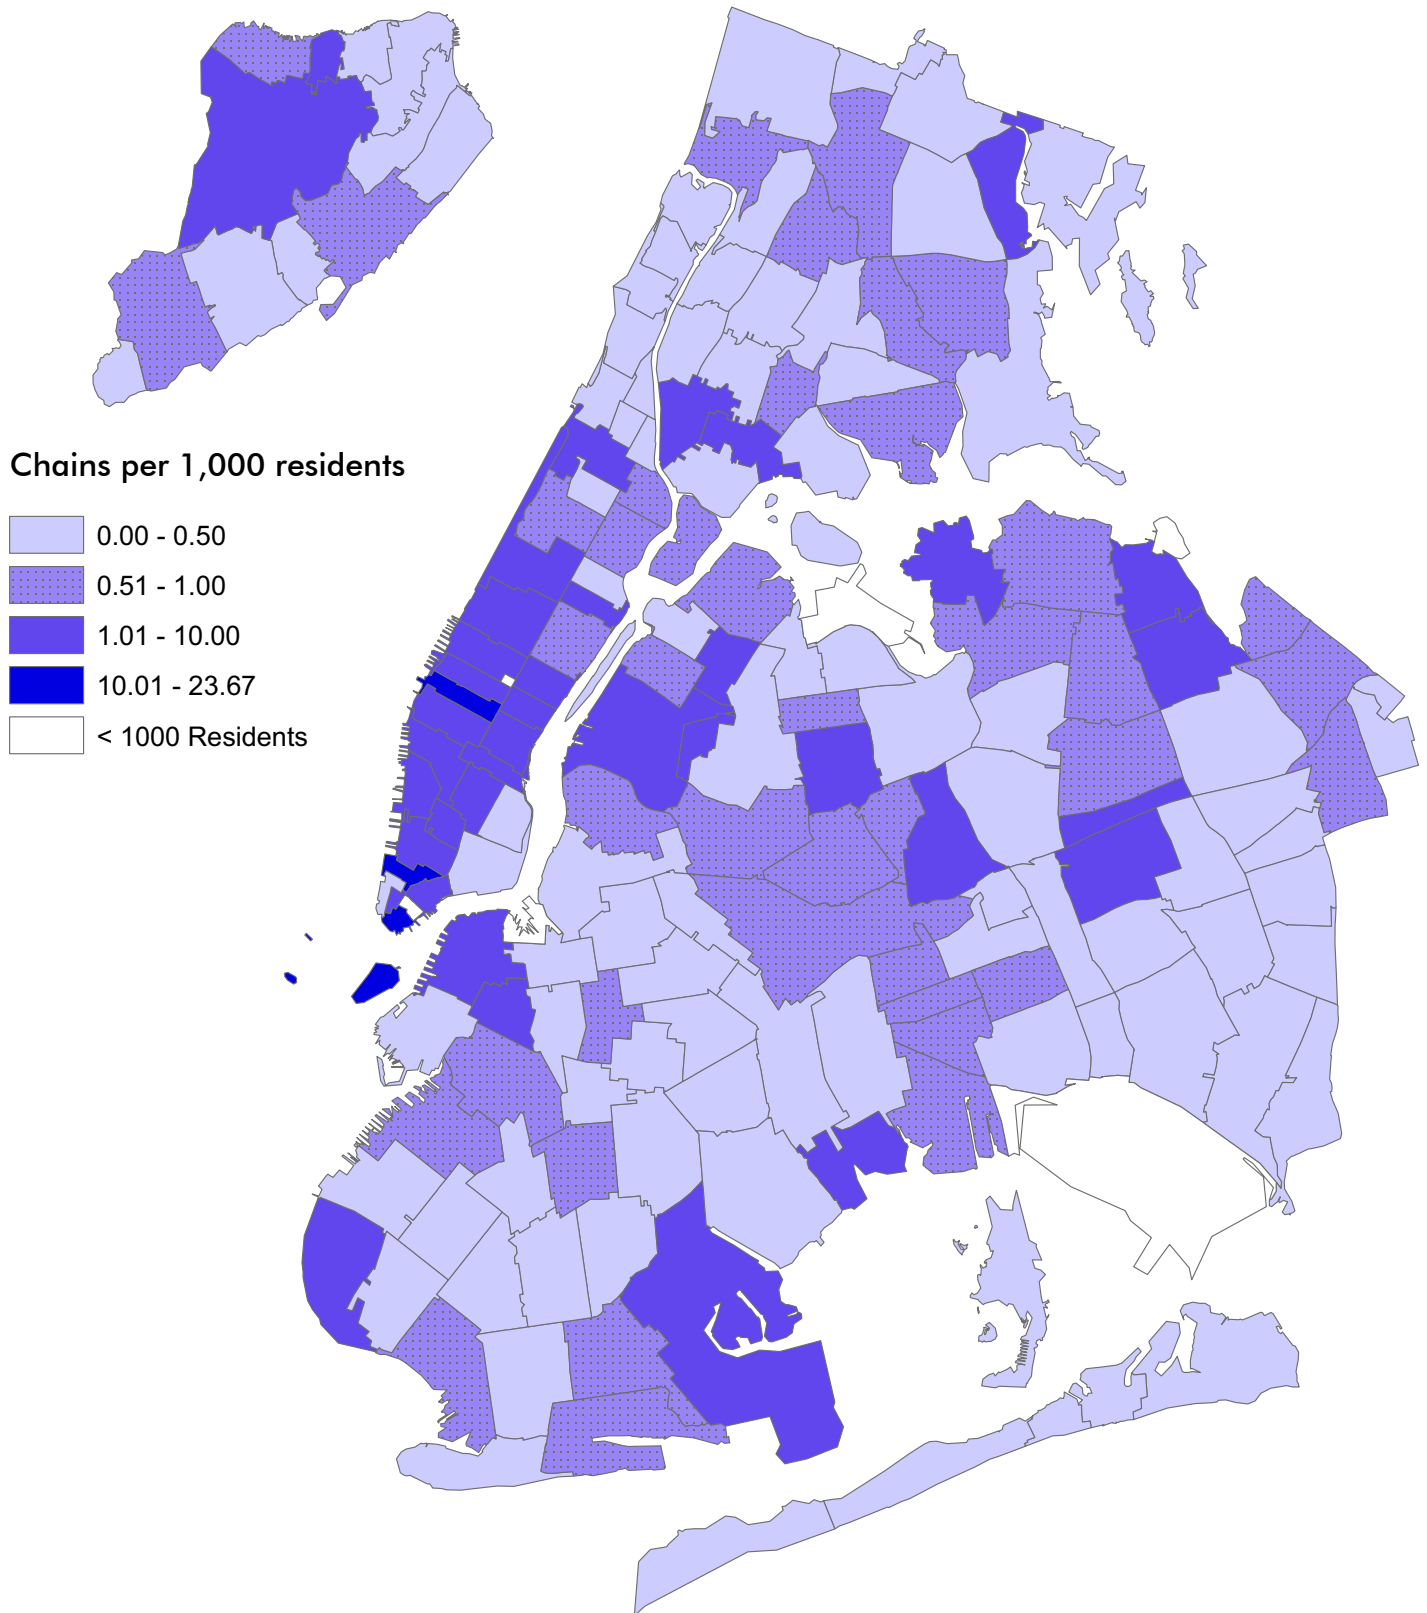 Chains per 1,000 residents
0.00 - 0.50
0.51 - 1.00
1.01 - 10.00
10.01 - 23.67
< 1000 Residents